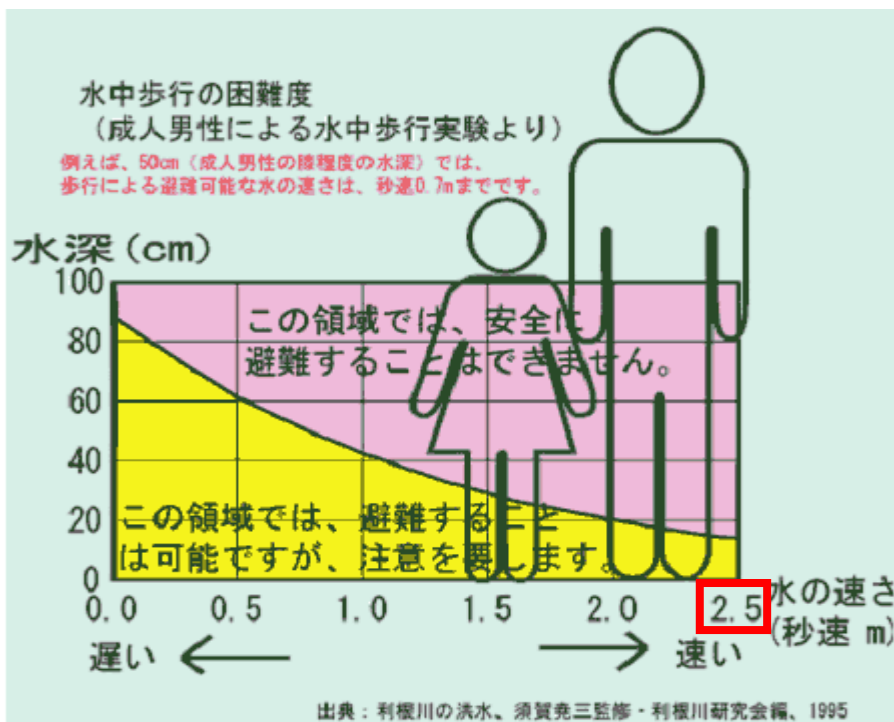 水中歩行の困難度
(成人男性による水中歩行実験より)
例えば、50cm(成人男性の膝程度の水深)では、
歩行による避難可能な水の速さは、秒速0.7mまでです。
水深(cm)
100
80
60
40
20
0
この領域では、安全に
避難することはできません。
この領域では、避難すること
は可能ですが、注意を要します。
0.0 0.5 1.0 1.5 2.0 2.5
水の速さ
(秒速 m)
遅い 速い
出典:利根川の洪水、須賀尭三監修・利根川研究会編、1995